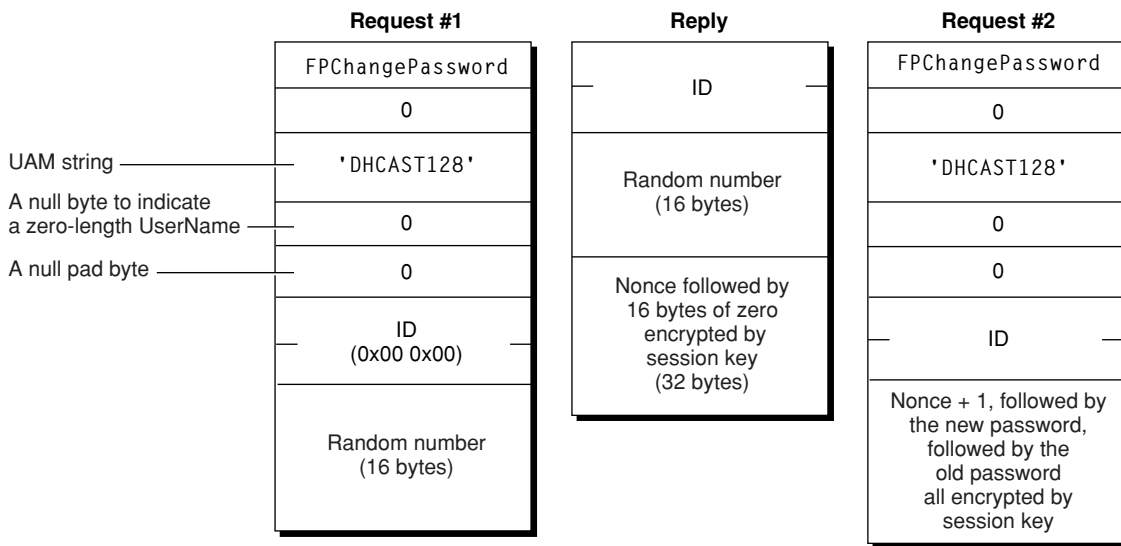 Request #1
FPChangePassword
0
UAM string
'DHCAST128'
A null byte to indicate
a zero-length UserName
0
A null pad byte
0
ID
(0x00 0x00)
Random number
(16 bytes)
Reply
ID
Random number
(16 bytes)
Nonce followed by
16 bytes of zero
encrypted by
session key
(32 bytes)
Request #2
FPChangePassword
0
'DHCAST128'
0
0
ID
Nonce + 1, followed by
the new password,
followed by the
old password
all encrypted by
session key